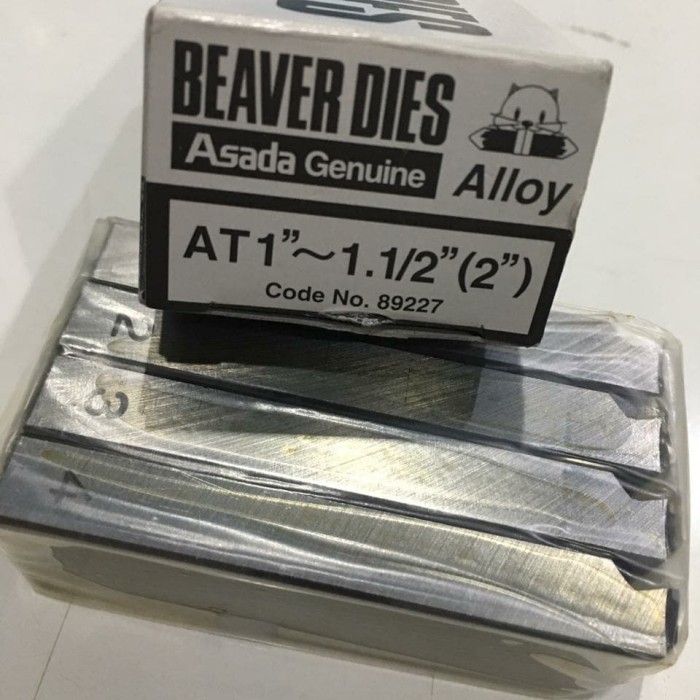 BEAVER DIES
Asada Genuine
Alloy
AT1"~1.1/2"(2")
Code No. 89227
2
3
4